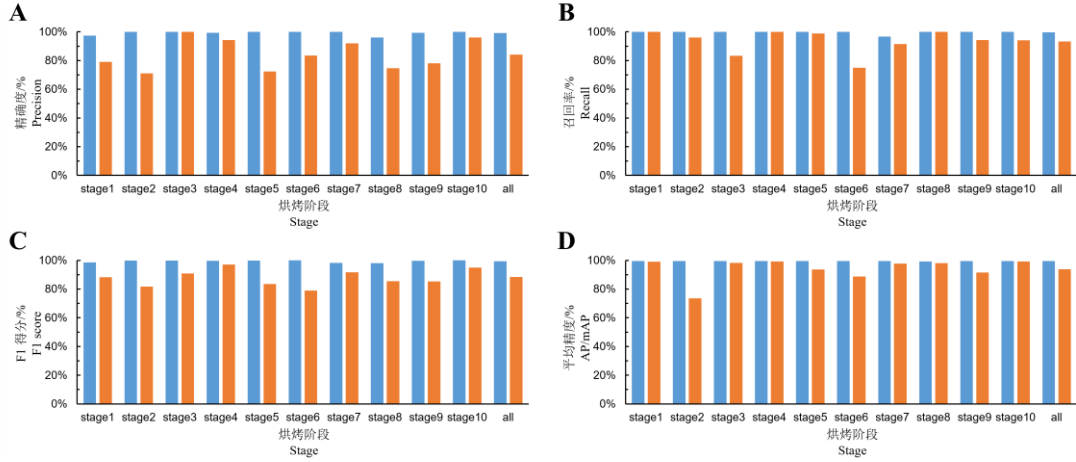 A
100%
80%
60%
40%
20%
0%
精确度/%
Precision
stage1 stage2 stage3 stage4 stage5 stage6 stage7 stage8 stage9 stage10 all
烘烤阶段
Stage
B
100%
80%
60%
40%
20%
0%
召回率/%
Recall
stage1 stage2 stage3 stage4 stage5 stage6 stage7 stage8 stage9 stage10 all
烘烤阶段
Stage
C
100%
80%
60%
40%
20%
0%
F1 得分/%
F1 score
stage1 stage2 stage3 stage4 stage5 stage6 stage7 stage8 stage9 stage10 all
烘烤阶段
Stage
D
100%
80%
60%
40%
20%
0%
平均精度/%
AP/mAP
stage1 stage2 stage3 stage4 stage5 stage6 stage7 stage8 stage9 stage10 all
烘烤阶段
Stage